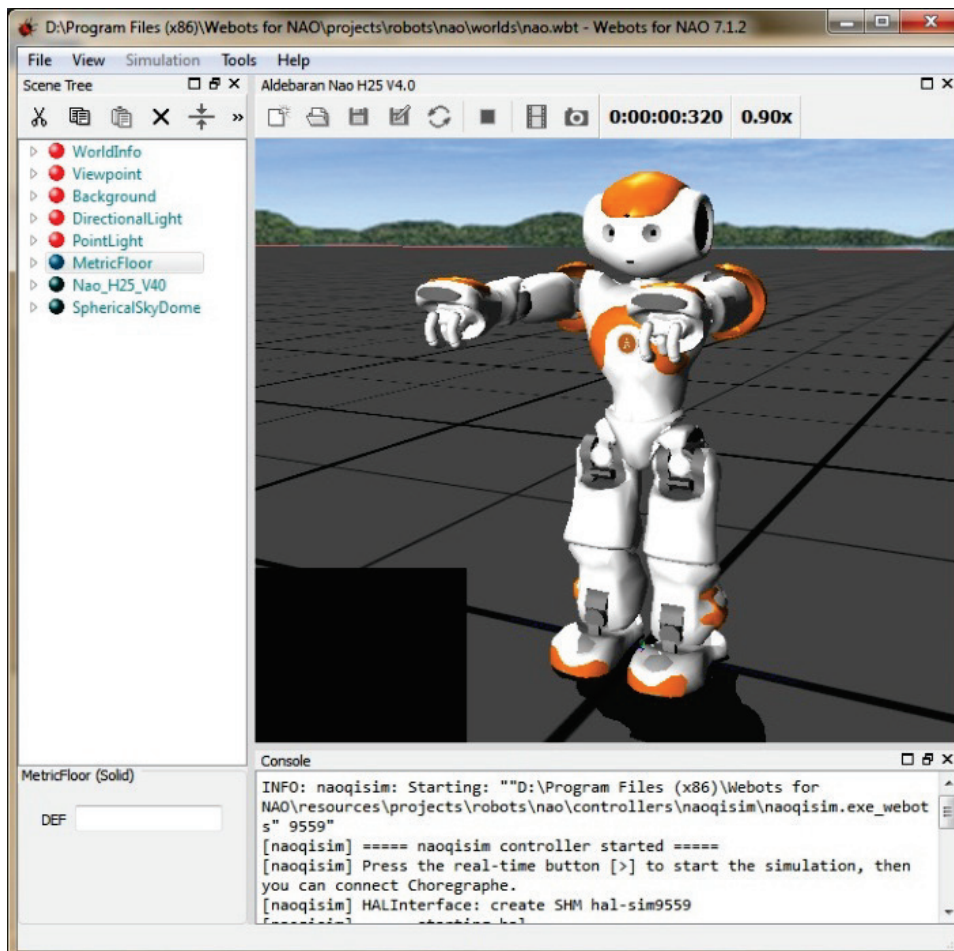 D:\Program Files (x86)\Webots for NAO\projects\robots\nao\worlds\nao.wbt - Webots for NAO 7.1.2
File View Simulation Tools Help
Scene Tree
Aldebaran Nao H25 V4.0
»
0:00:00:320 0.90x
WorldInfo
Viewpoint
Background
DirectionalLight
PointLight
MetricFloor
Nao_H25_V40
SphericalSkyDome
MetricFloor (Solid)
DEF
Console
INFO: naoqisim: Starting: ""D:\Program Files (x86)\Webots for
NAO\resources\projects\robots\nao\controllers\naoqisim\naoqisim.exe_webot
s" 9559"
[naoqisim] ===== naoqisim controller started =====
[naoqisim] Press the real-time button [>] to start the simulation, then
you can connect Choregraphe.
[naoqisim] HALInterface: create SHM hal-sim9559
[naoqisim] starting hal